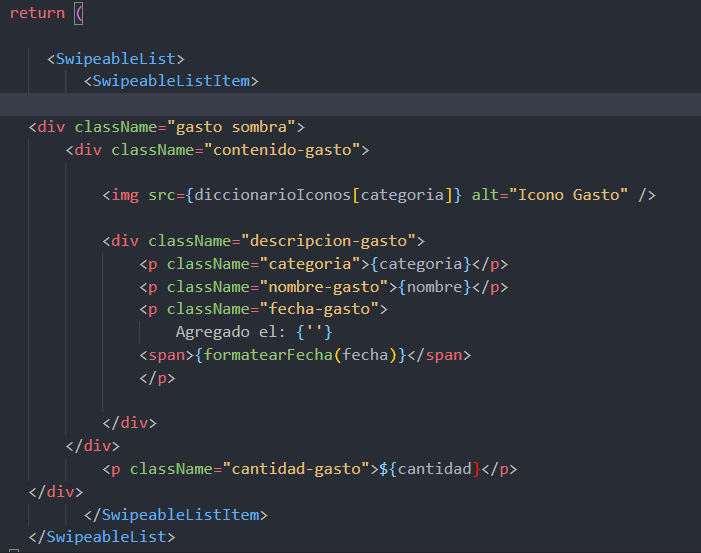 return (
<SwipeableList>
<SwipeableListItem>
<div className="gasto sombra">
<div className="contenido-gasto">
<img src={diccionarioIconos[categoria]} alt="Icono Gasto" />
<div className="descripcion-gasto">
<p className="categoria">{categoria}</p>
<p className="nombre-gasto">{nombre}</p>
<p className="fecha-gasto">
Agregado el: {''}
<span>{formatearFecha(fecha)}</span>
</p>
</div>
</div>
<p className="cantidad-gasto">${cantidad}</p>
</div>
</SwipeableListItem>
</SwipeableList>